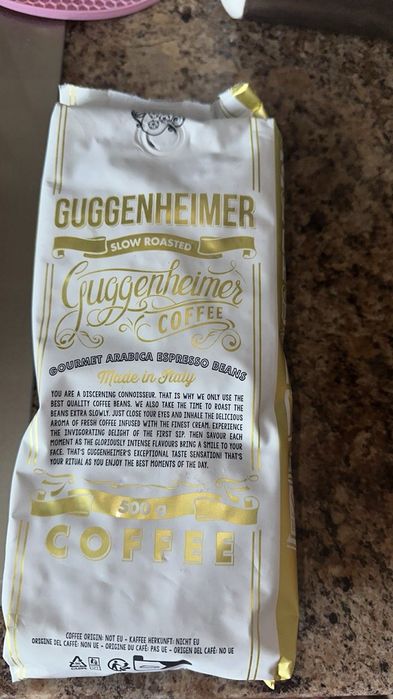 GUGGENHEIMER
SLOW ROASTED
Guggenheimer
COFFEE
GOURMET ARABICA ESPRESSO BEANS
Made in Italy
YOU ARE A DISCERNING CONNOISSEUR. THAT IS WHY WE ONLY USE THE
BEST QUALITY COFFEE BEANS. WE ALSO TAKE THE TIME TO ROAST THE
BEANS EXTRA SLOWLY. JUST CLOSE YOUR EYES AND INHALE THE DELICIOUS
AROMA OF FRESH COFFEE INFUSED WITH THE FINEST CREAM. EXPERIENCE
THE INVIGORATING DELIGHT OF THE FIRST SIP. THEN SAVOUR EACH
MOMENT AS THE GLORIOUSLY INTENSE FLAVOURS BRING A SMILE TO YOUR
FACE. THAT'S GUGGENHEIMER'S EXCEPTIONAL TASTE SENSATION! THAT'S
YOUR RITUAL AS YOU ENJOY THE BEST MOMENTS OF THE DAY.
500 g
COFFEE
COFFEE ORIGIN: NOT EU - KAFFEE HERKUNFT: NICHT EU
ORIGINE DEL CAFFÈ: NON UE - ORIGINE DU CAFÉ: PAS UE - ORIGEN DEL CAFÉ: NO UE